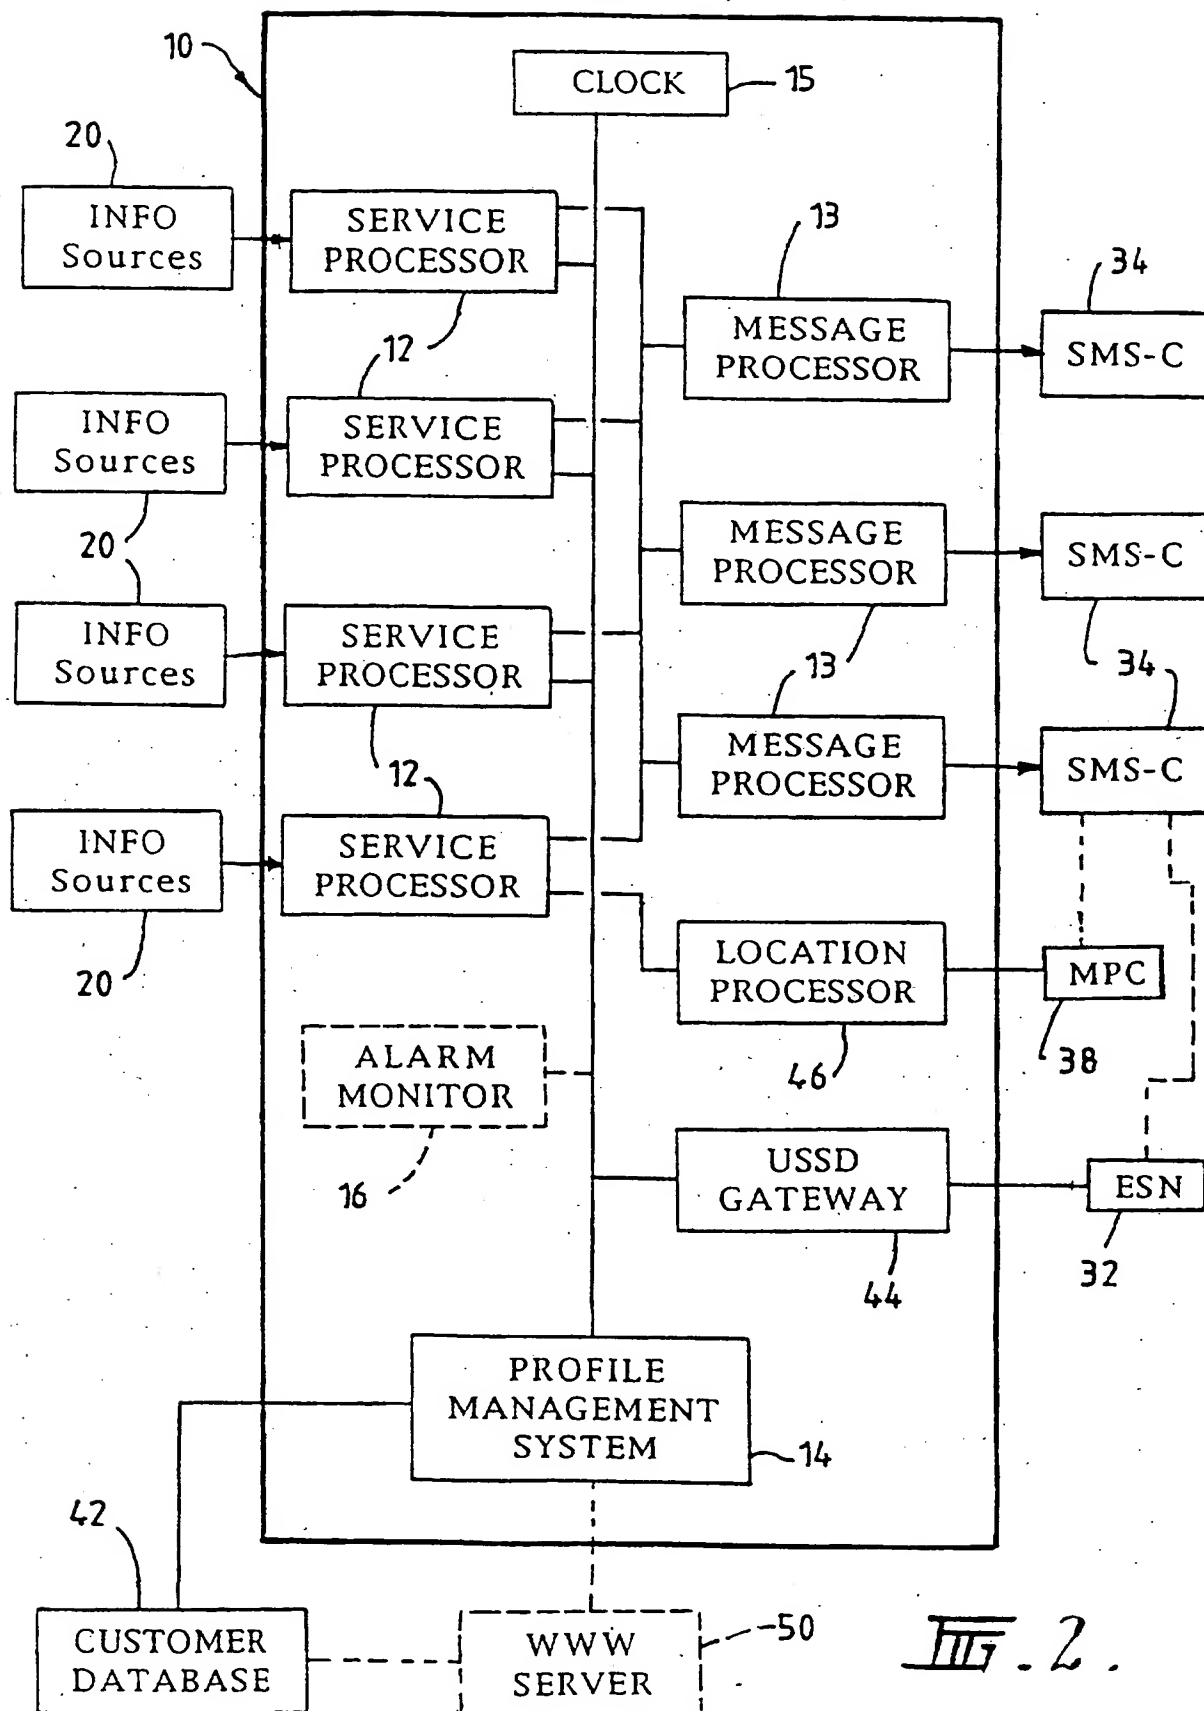 10
CLOCK
15
20
INFO
Sources
SERVICE
PROCESSOR
13
34
12
MESSAGE
PROCESSOR
SMS-C
INFO
Sources
SERVICE
PROCESSOR
20
MESSAGE
PROCESSOR
SMS-C
INFO
Sources
SERVICE
PROCESSOR
13
34
12
MESSAGE
PROCESSOR
SMS-C
INFO
Sources
SERVICE
PROCESSOR
20
LOCATION
PROCESSOR
MPC
46
38
ALARM
MONITOR
16
USSD
GATEWAY
ESN
44
32
PROFILE
MANAGEMENT
SYSTEM
14
42
CUSTOMER
DATABASE
WWW
SERVER
50
FIG. 2.